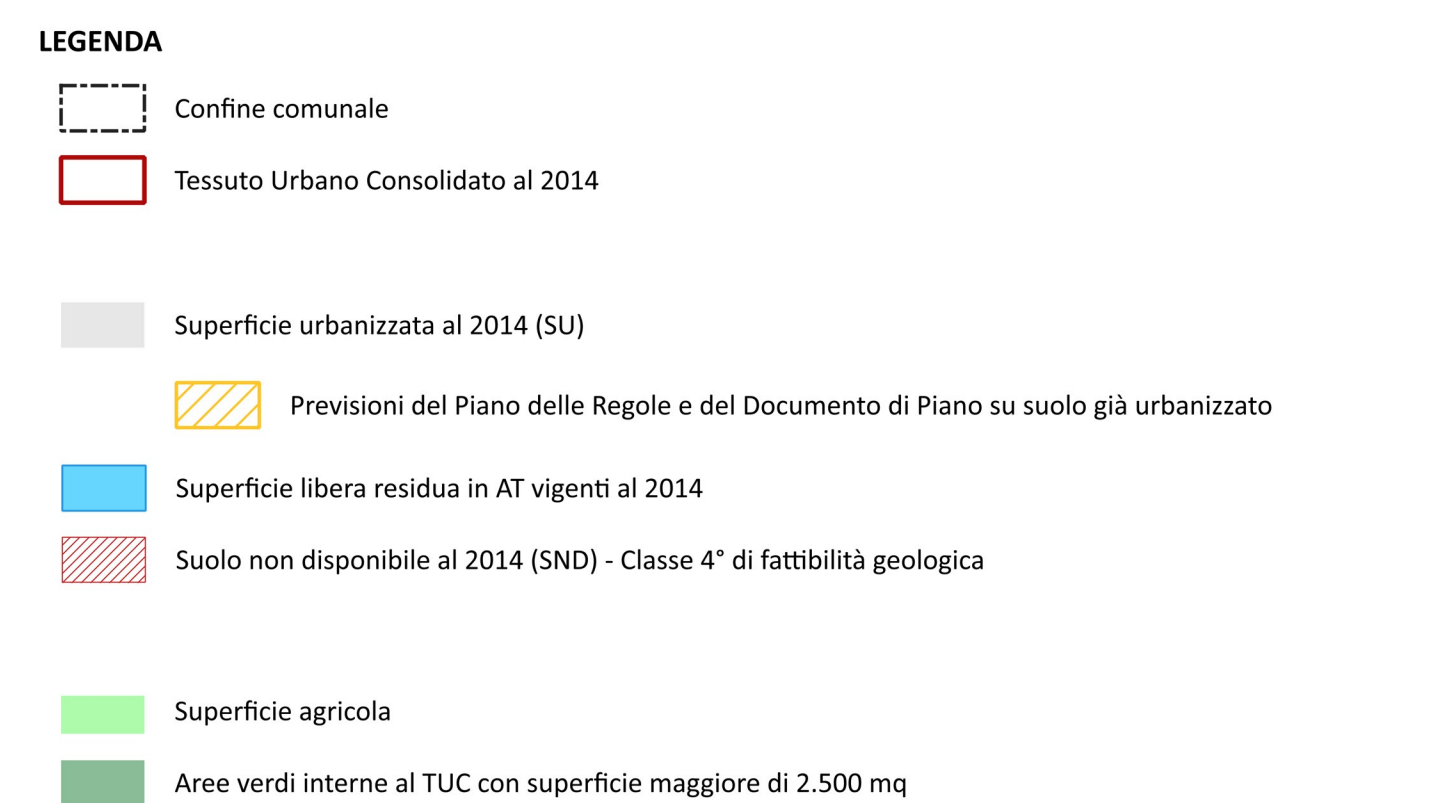 LEGENDA
Confine comunale
Tessuto Urbano Consolidato al 2014
Superficie urbanizzata al 2014 (SU)
Previsioni del Piano delle Regole e del Documento di Piano su suolo già urbanizzato
Superficie libera residua in AT vigenti al 2014
Suolo non disponibile al 2014 (SND) - Classe 4° di fattibilità geologica
Superficie agricola
Aree verdi interne al TUC con superficie maggiore di 2.500 mq